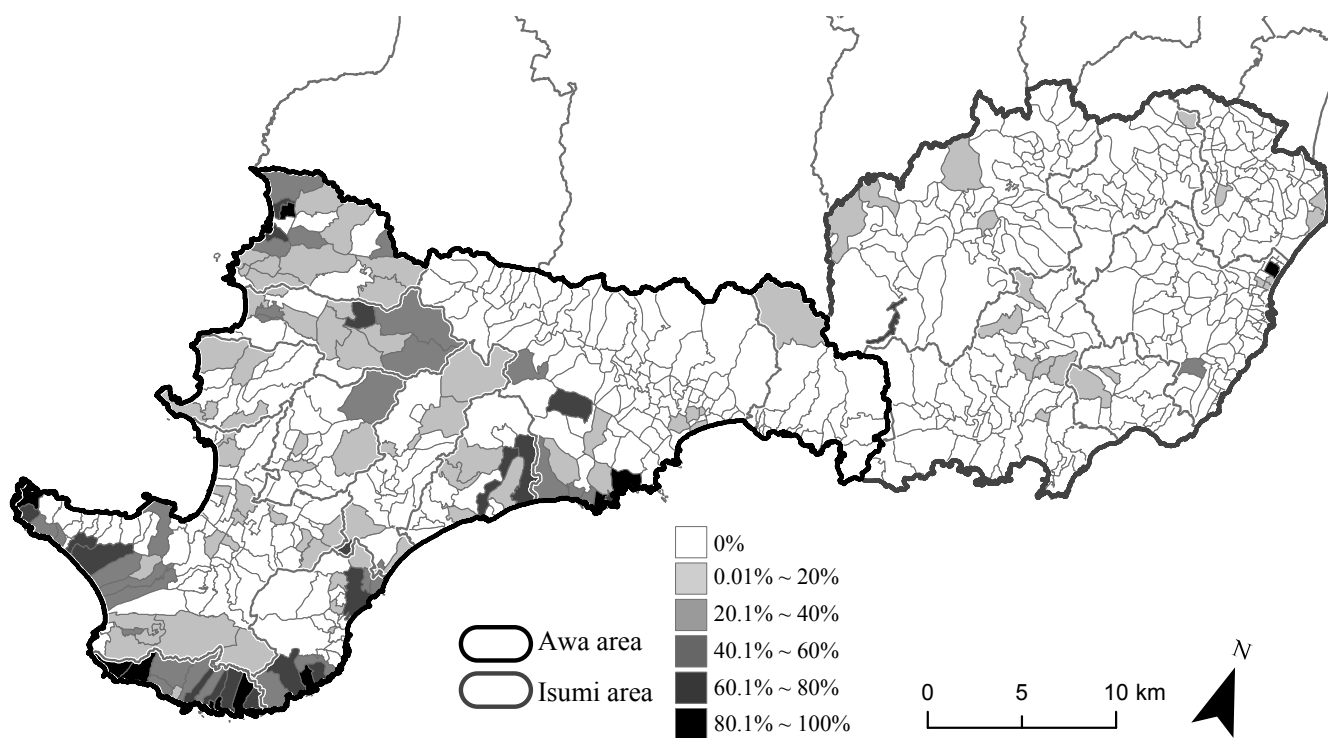 0%
0.01% ~ 20%
20.1% ~ 40%
40.1% ~ 60%
60.1% ~ 80%
80.1% ~ 100%
Awa area
Isumi area
0 5 10 km
N